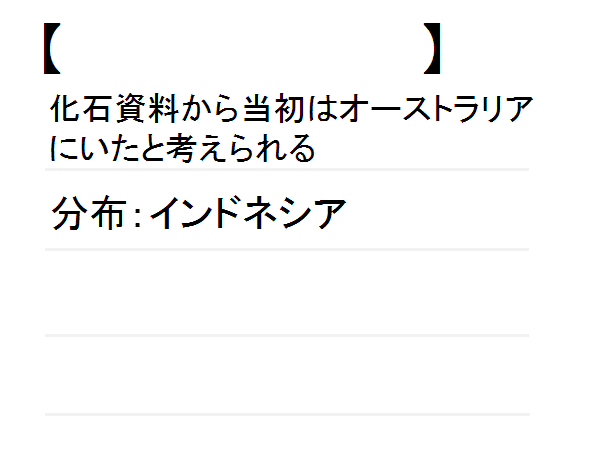 【　　　　　　　　　】
化石資料から当初はオーストラリア
にいたと考えられる
分布：インドネシア